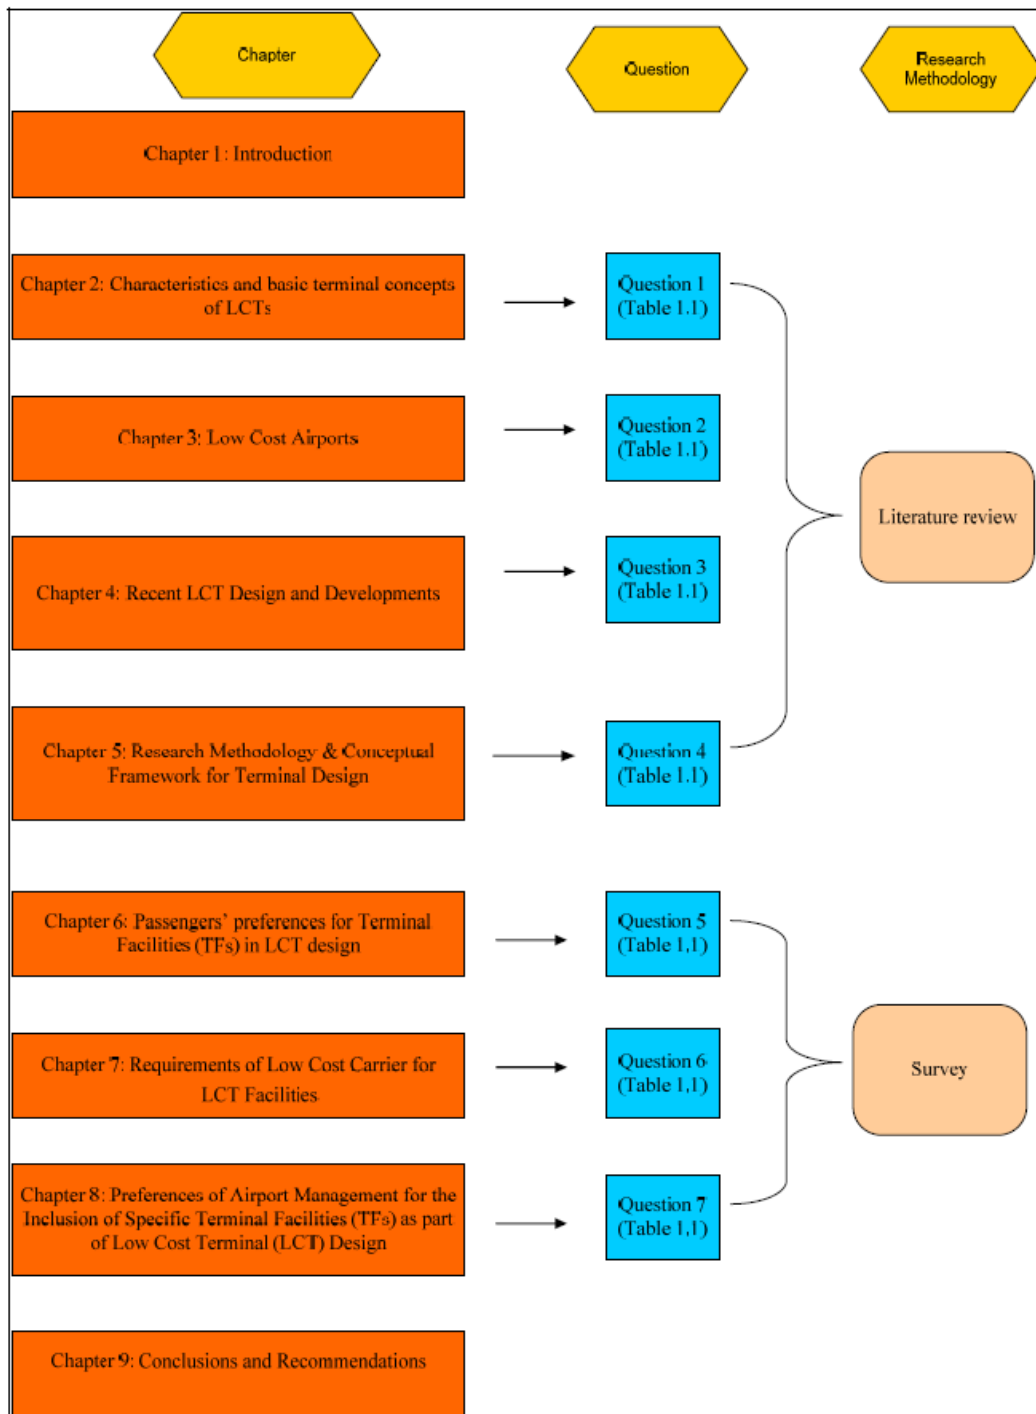 Chapter
Question
Research
Methodology
Chapter 1: Introduction
Chapter 2: Characteristics and basic terminal concepts
of LCTs
Question 1
(Table 1.1)
Chapter 3: Low Cost Airports
Question 2
(Table 1.1)
Literature review
Chapter 4: Recent LCT Design and Developments
Question 3
(Table 1.1)
Chapter 5: Research Methodology & Conceptual
Framework for Terminal Design
Question 4
(Table 1.1)
Chapter 6: Passengers' preferences for Terminal
Facilities (TFs) in LCT design
Question 5
(Table 1,1)
Chapter 7: Requirements of Low Cost Carrier for
LCT Facilities
Question 6
(Table 1,1)
Survey
Chapter 8: Preferences of Airport Management for the
Inclusion of Specific Terminal Facilities (TFs) as part
of Low Cost Terminal (LCT) Design
Question 7
(Table 1,1)
Chapter 9: Conclusions and Recommendations